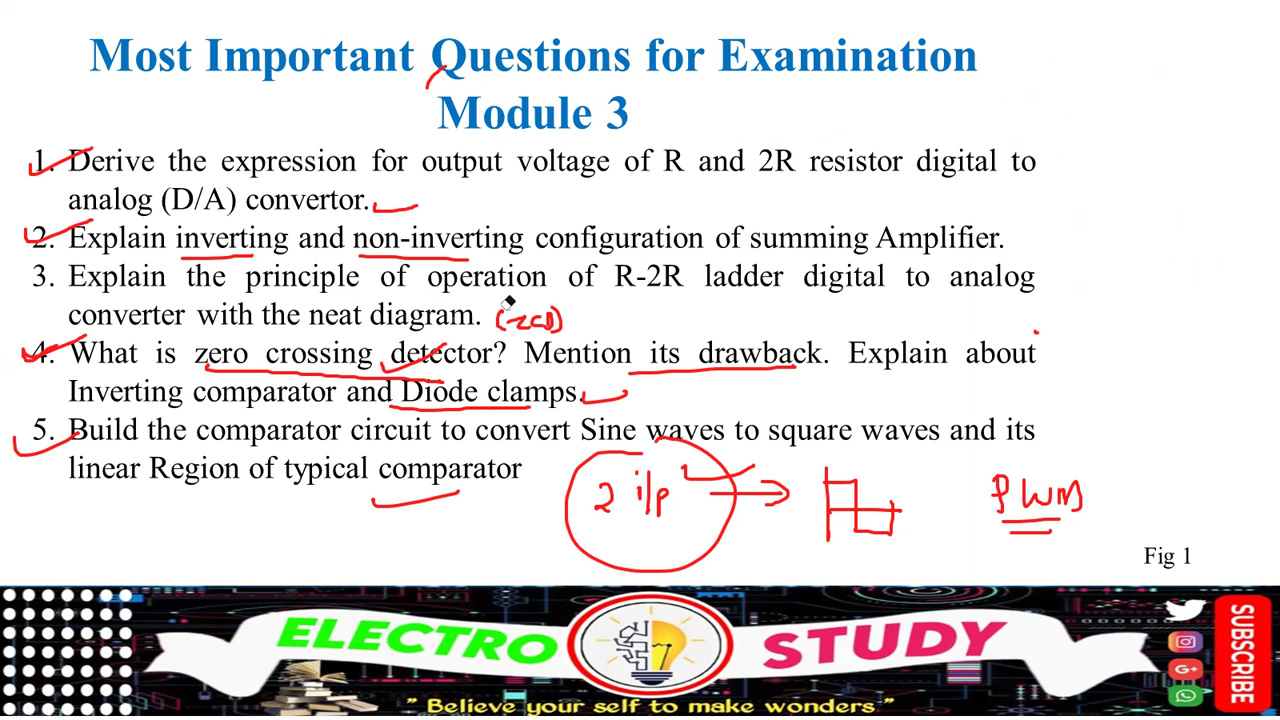 Most Important Questions for Examination
Module 3
1. Derive the expression for output voltage of R and 2R resistor digital to
analog (D/A) convertor.
2. Explain inverting and non-inverting configuration of summing Amplifier.
3. Explain the principle of operation of R-2R ladder digital to analog
converter with the neat diagram. (ZCD)
4. What is zero crossing detector? Mention its drawback. Explain about
Inverting comparator and Diode clamps.
5. Build the comparator circuit to convert Sine waves to square waves and its
linear Region of typical comparator
2 i/p
PWM
Fig 1
ELECTRO STUDY
SUBSCRIBE
" Believe your self to make wonders "